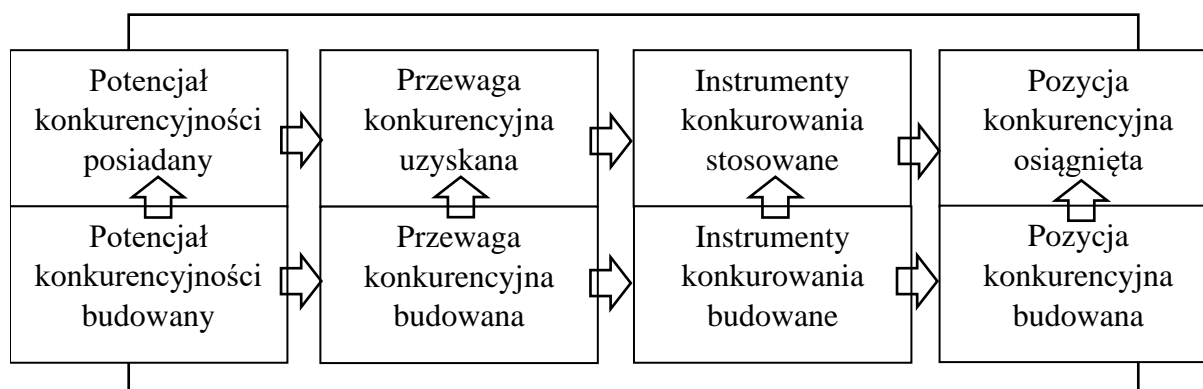 Potencjał
konkurencyjności
posiadany
Przewaga
konkurencyjna
uzyskana
Instrumenty
konkurowania
stosowane
Pozycja
konkurencyjna
osiągnięta
Potencjał
konkurencyjności
budowany
Przewaga
konkurencyjna
budowana
Instrumenty
konkurowania
budowane
Pozycja
konkurencyjna
budowana